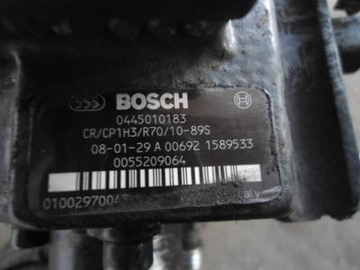 BOSCH
0445010183
CR/CP1H3/R70/10-89S
08-01-29 A 00692 1589533
0055209064